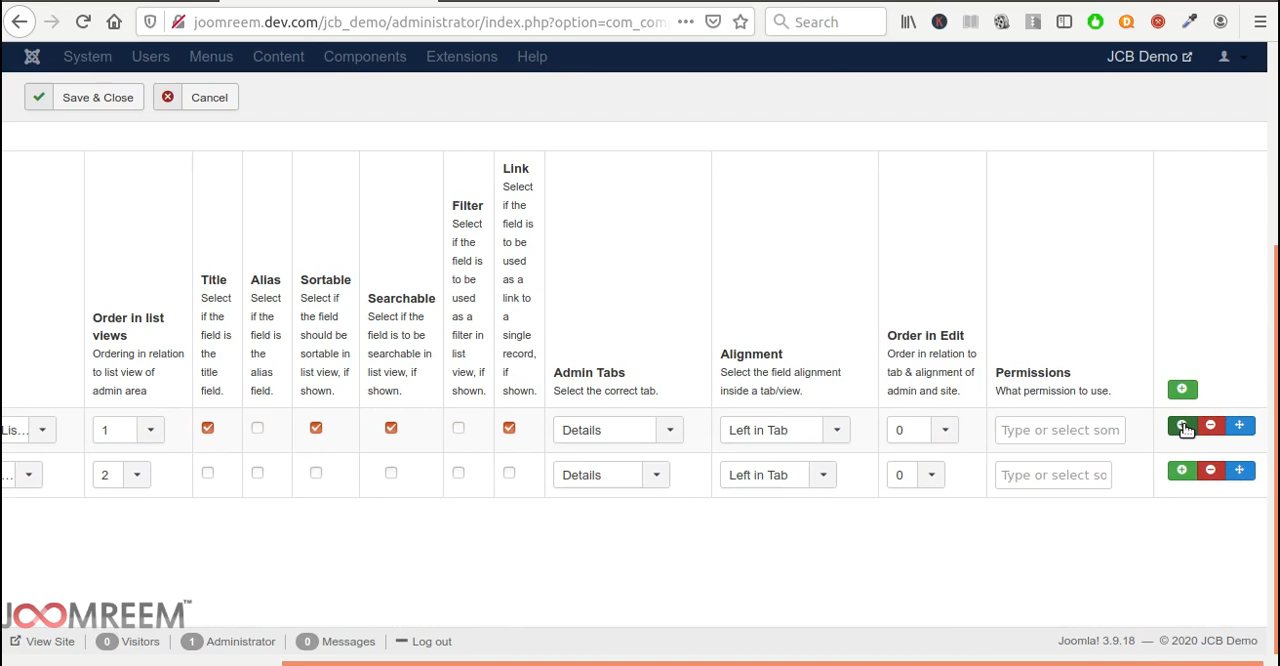 joomreem.dev.com/jcb_demo/administrator/index.php?option=com_com
Search
System Users Menus Content Components Extensions Help JCB Demo
Save & Close Cancel
Order in list views
Ordering in relation to list view of admin area
Title
Select if the field is the title field.
Alias
Select if the field is the alias field.
Sortable
Select if the field should be sortable in list view, if shown.
Searchable
Select if the field is to be searchable in list view, if shown.
Filter
Select if the field is to be used as a filter in list view, if shown.
Link
Select if the field is to be used as a link to a single record, if shown.
Admin Tabs
Select the correct tab.
Alignment
Select the field alignment inside a tab/view.
Order in Edit
Order in relation to tab & alignment of admin and site.
Permissions
What permission to use.
Lis... 1 Details Left in Tab 0 Type or select som
... 2 Details Left in Tab 0 Type or select so
JOOMREEM™
View Site 0 Visitors 1 Administrator 0 Messages Log out Joomla! 3.9.18 — © 2020 JCB Demo